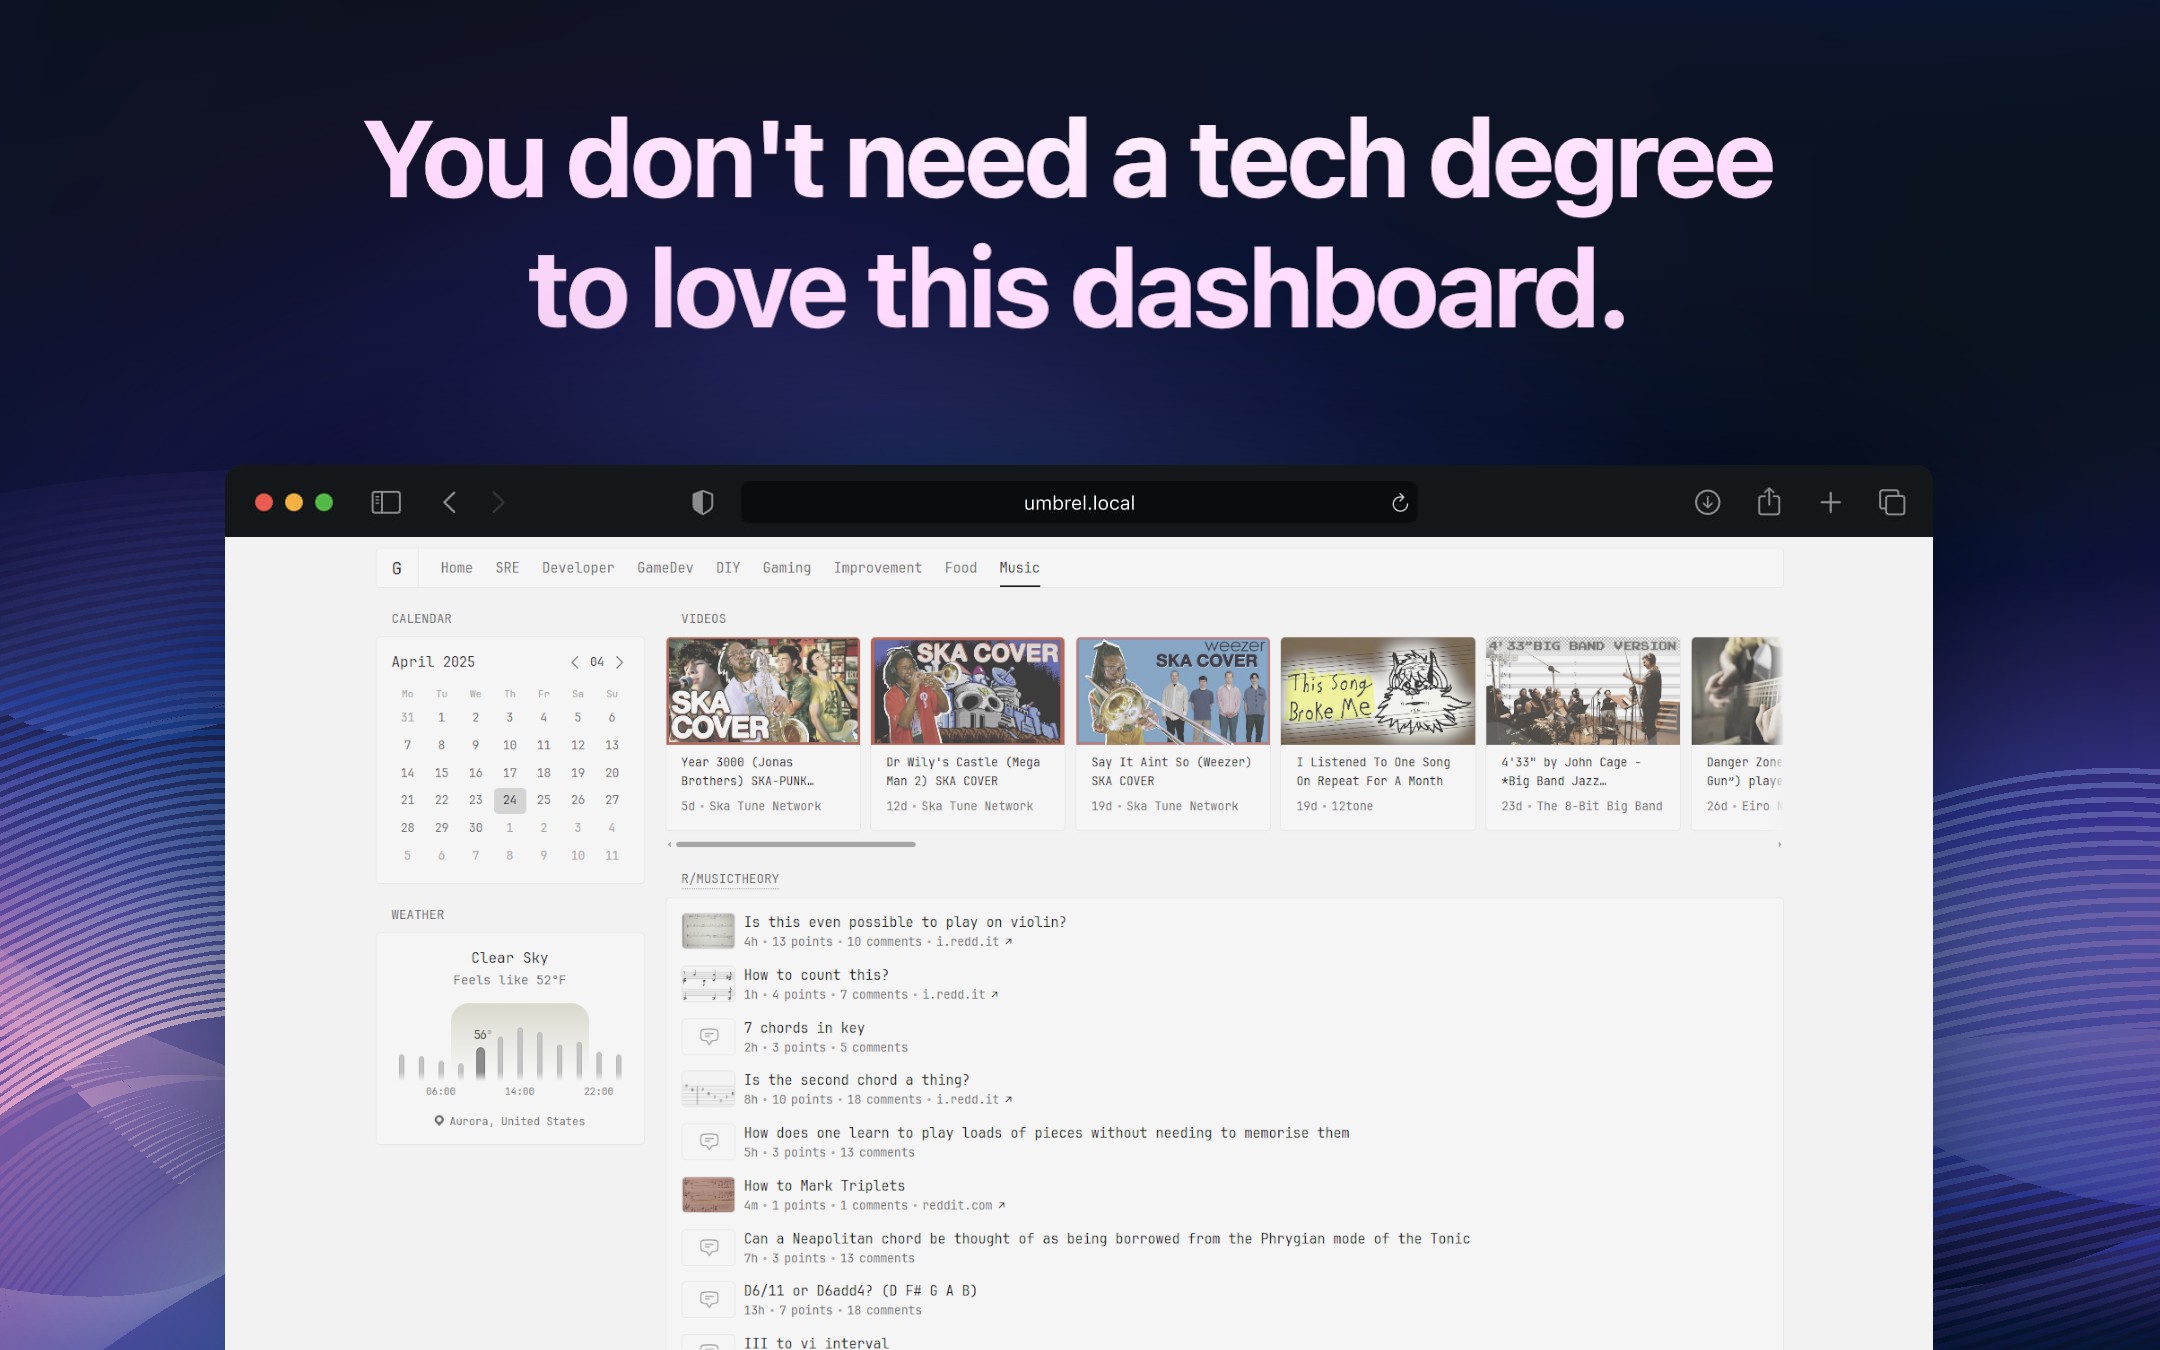 You don't need a tech degree
to love this dashboard.
umbrel.local
G Home SRE Developer GameDev DIY Gaming Improvement Food Music
CALENDAR
April 2025 < 04 >
Mo Tu We Th Fr Sa Su
31 1 2 3 4 5 6
7 8 9 10 11 12 13
14 15 16 17 18 19 20
21 22 23 24 25 26 27
28 29 30 1 2 3 4
5 6 7 8 9 10 11
WEATHER
Clear Sky
Feels like 52°F
56°
06:00 14:00 22:00
Aurora, United States
VIDEOS
SKA
COVER
Year 3000 (Jonas
Brothers) SKA-PUNK…
5d • Ska Tune Network
SKA COVER
Dr Wily's Castle (Mega
Man 2) SKA COVER
12d • Ska Tune Network
weezer
SKA COVER
Say It Aint So (Weezer)
SKA COVER
19d • Ska Tune Network
This Song
Broke Me
I Listened To One Song
On Repeat For A Month
19d • 12tone
4'33" BIG BAND VERSION
4'33" by John Cage -
*Big Band Jazz…
23d • The 8-Bit Big Band
Danger Zone
Gun") playe
26d • Eiro
R/MUSICTHEORY
Is this even possible to play on violin?
4h • 13 points • 10 comments • i.redd.it ↗
How to count this?
1h • 4 points • 7 comments • i.redd.it ↗
7 chords in key
2h • 3 points • 5 comments
Is the second chord a thing?
8h • 10 points • 18 comments • i.redd.it ↗
How does one learn to play loads of pieces without needing to memorise them
5h • 3 points • 13 comments
How to Mark Triplets
4m • 1 points • 1 comments • reddit.com ↗
Can a Neapolitan chord be thought of as being borrowed from the Phrygian mode of the Tonic
7h • 3 points • 13 comments
D6/11 or D6add4? (D F# G A B)
13h • 7 points • 18 comments
III to vi interval